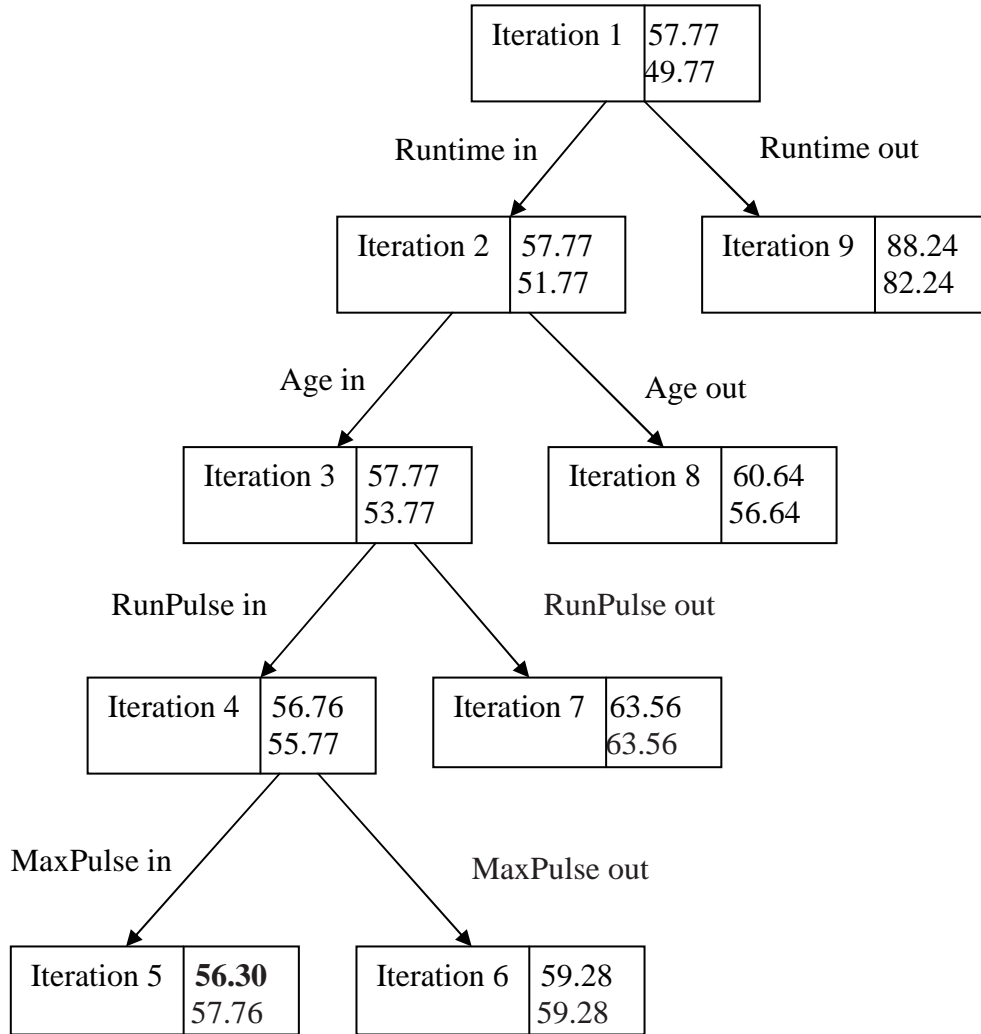 Iteration 1 57.77
49.77
Runtime in
Runtime out
Iteration 2 57.77
51.77
Iteration 9 88.24
82.24
Age in
Age out
Iteration 3 57.77
53.77
Iteration 8 60.64
56.64
RunPulse in
RunPulse out
Iteration 4 56.76
55.77
Iteration 7 63.56
63.56
MaxPulse in
MaxPulse out
Iteration 5 56.30
57.76
Iteration 6 59.28
59.28